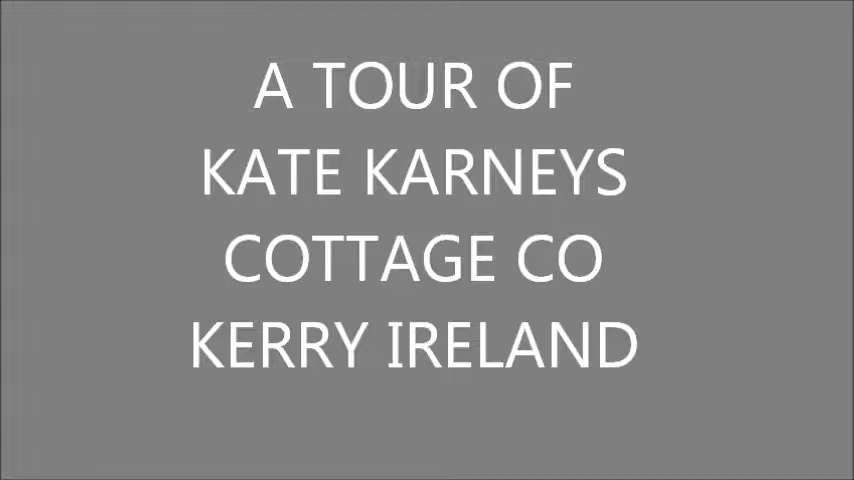 A TOUR OF
KATE KARNEYS
COTTAGE CO
KERRY IRELAND